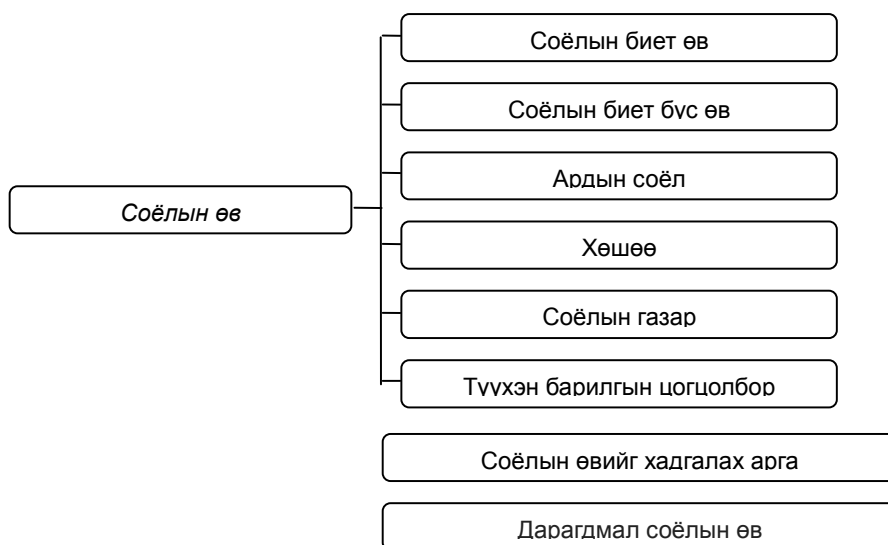 Соёлын биет өв
Соёлын биет бус өв
Ардын соёл
Соёлын өв
Хөшөө
Соёлын газар
Түүхэн барилгын цогцолбор
Соёлын өвийг хадгалах арга
Дарагдмал соёлын өв